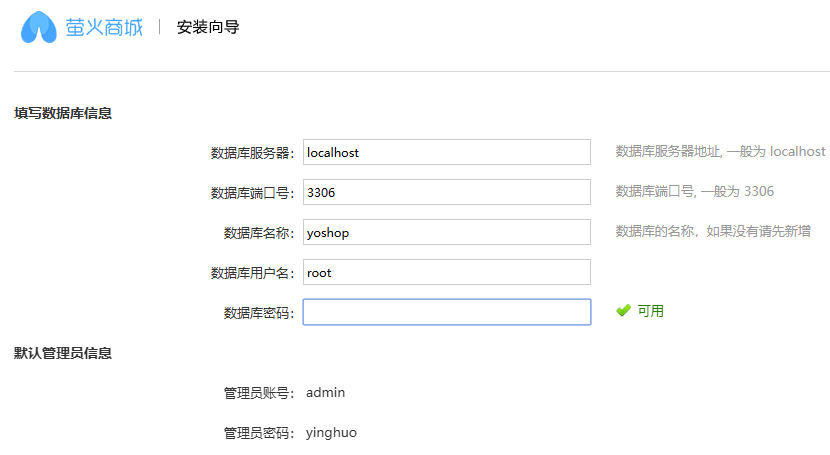 萤火商城 | 安装向导
填写数据库信息
数据库服务器: localhost 数据库服务器地址, 一般为 localhost
数据库端口号: 3306 数据库端口号, 一般为 3306
数据库名称: yoshop 数据库的名称，如果没有请先新增
数据库用户名: root
数据库密码: 可用
默认管理员信息
管理员账号: admin
管理员密码: yinghuo